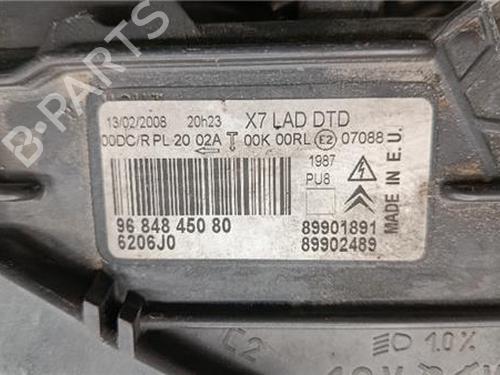 B-PARTS
13/02/2008 20h23 X7 LAD DTD
00DC/R PL 20 02A T 00K 00RL E2 07088
1987
PU8
MADE IN E.U.
96 848 450 80
6206J0
89901891
89902489
1.0%